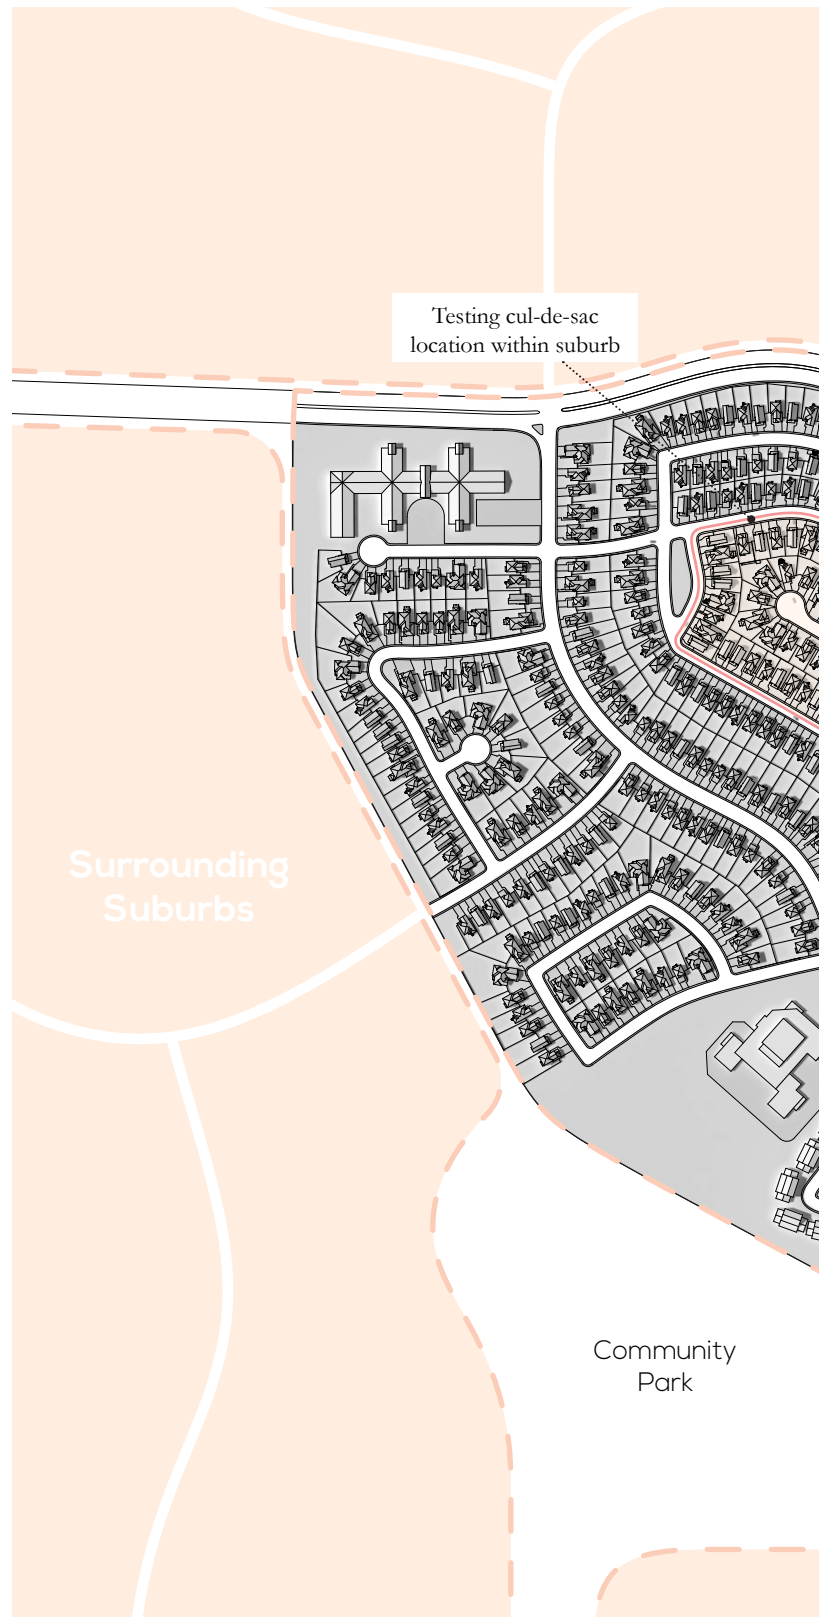 Testing cul-de-sac
location within suburb
Surrounding
Suburbs
Community
Park